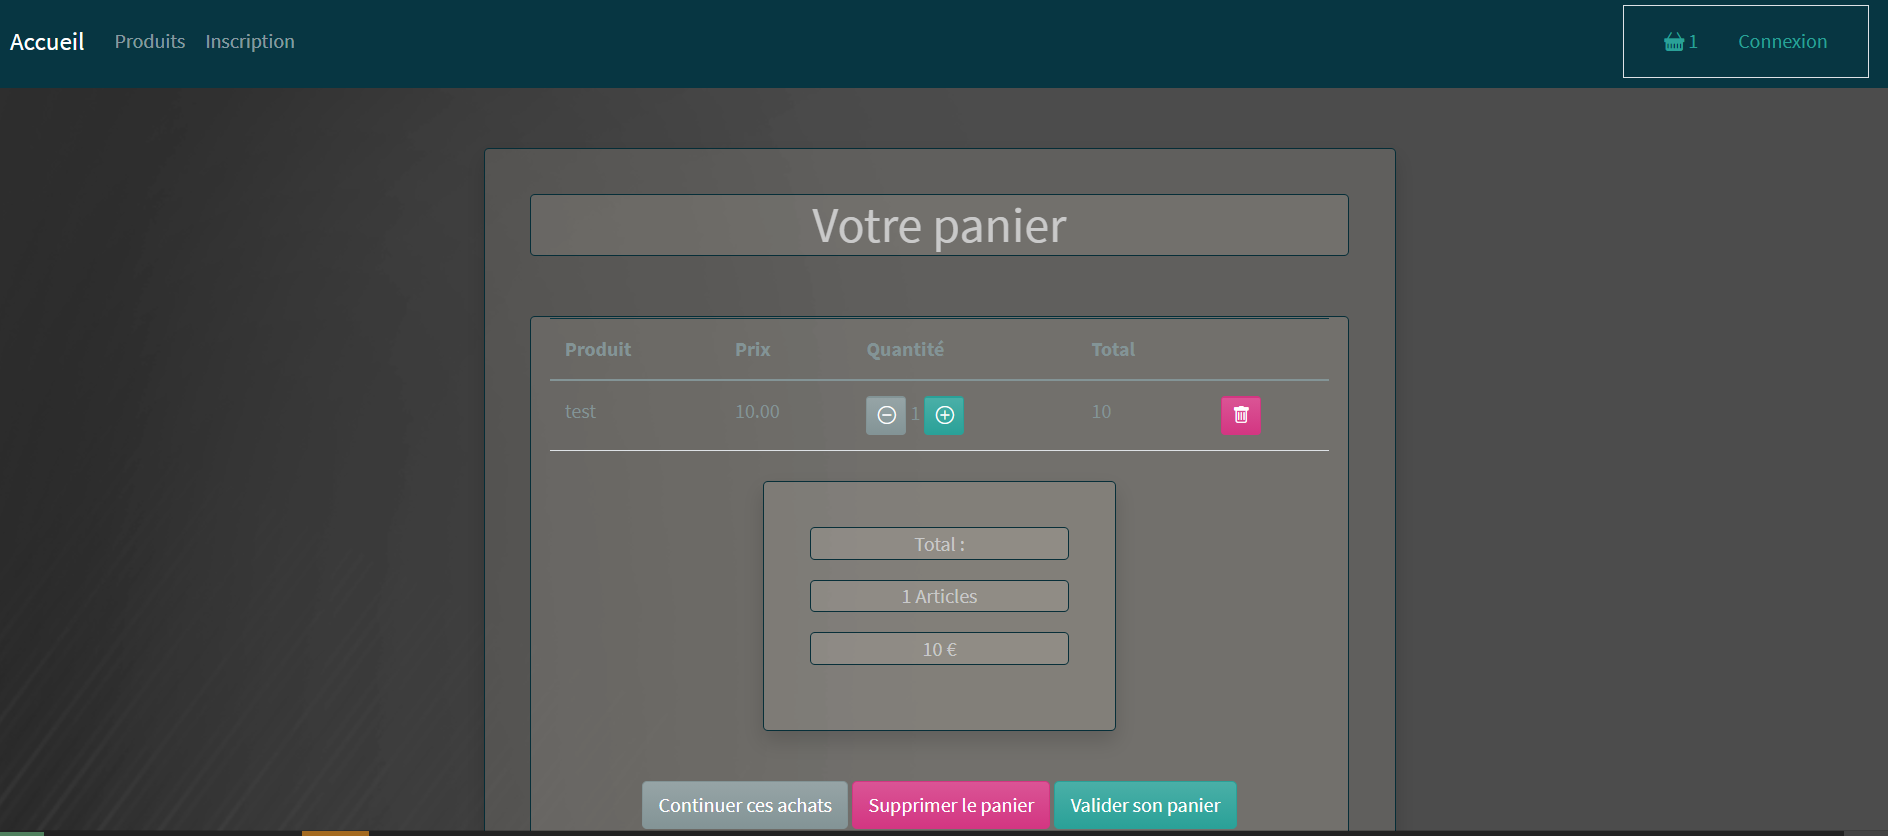 Accueil Produits Inscription 1 Connexion
Votre panier
Produit Prix Quantité Total
test 10.00 1 10
Total :
1 Articles
10 €
Continuer ces achats Supprimer le panier Valider son panier